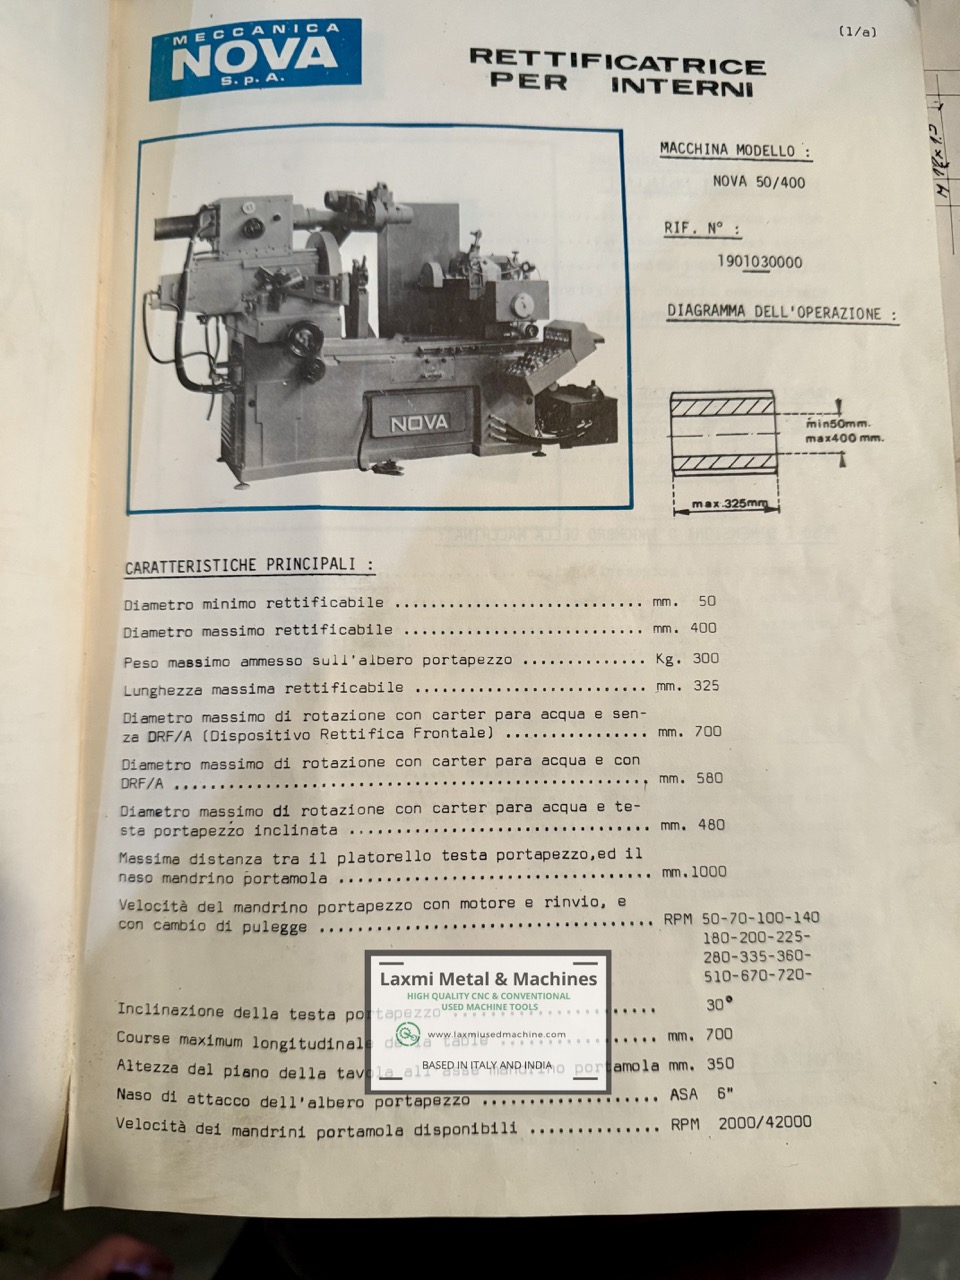 (1/a)
MECCANICA
NOVA
S.p.A.
RETTIFICATRICE
PER INTERNI
MACCHINA MODELLO :
NOVA 50/400
RIF. N° :
1901030000
DIAGRAMMA DELL'OPERAZIONE :
NOVA
min50mm.
max400 mm.
max.325mm
CARATTERISTICHE PRINCIPALI :
Diametro minimo rettificabile ............................ mm. 50
Diametro massimo rettificabile ........................... mm. 400
Peso massimo ammesso sull'albero portapezzo .............. Kg. 300
Lunghezza massima rettificabile .......................... mm. 325
Diametro massimo di rotazione con carter para acqua e sen-
za DRF/A (Dispositivo Rettifica Frontale) ................ mm. 700
Diametro massimo di rotazione con carter para acqua e con
DRF/A .................................................... mm. 580
Diametro massimo di rotazione con carter para acqua e te-
sta portapezzo inclinata ................................. mm. 480
Massima distanza tra il platorello testa portapezzo,ed il
naso mandrino portamola ................................... mm.1000
Velocità del mandrino portapezzo con motore e rinvio, e
con cambio di pulegge ..................................... RPM 50-70-100-140
180-200-225-
280-335-360-
510-670-720-
Inclinazione della testa portapezzo ....................... 30°
Course maximum longitudinale della table .................. mm. 700
Altezza dal piano della tavola all'asse mandrino portamola mm. 350
Naso di attacco dell'albero portapezzo .................... ASA 6"
Velocità dei mandrini portamola disponibili ............... RPM 2000/42000
Laxmi Metal & Machines
HIGH QUALITY CNC & CONVENTIONAL
USED MACHINE TOOLS
www.laxmiusedmachine.com
BASED IN ITALY AND INDIA